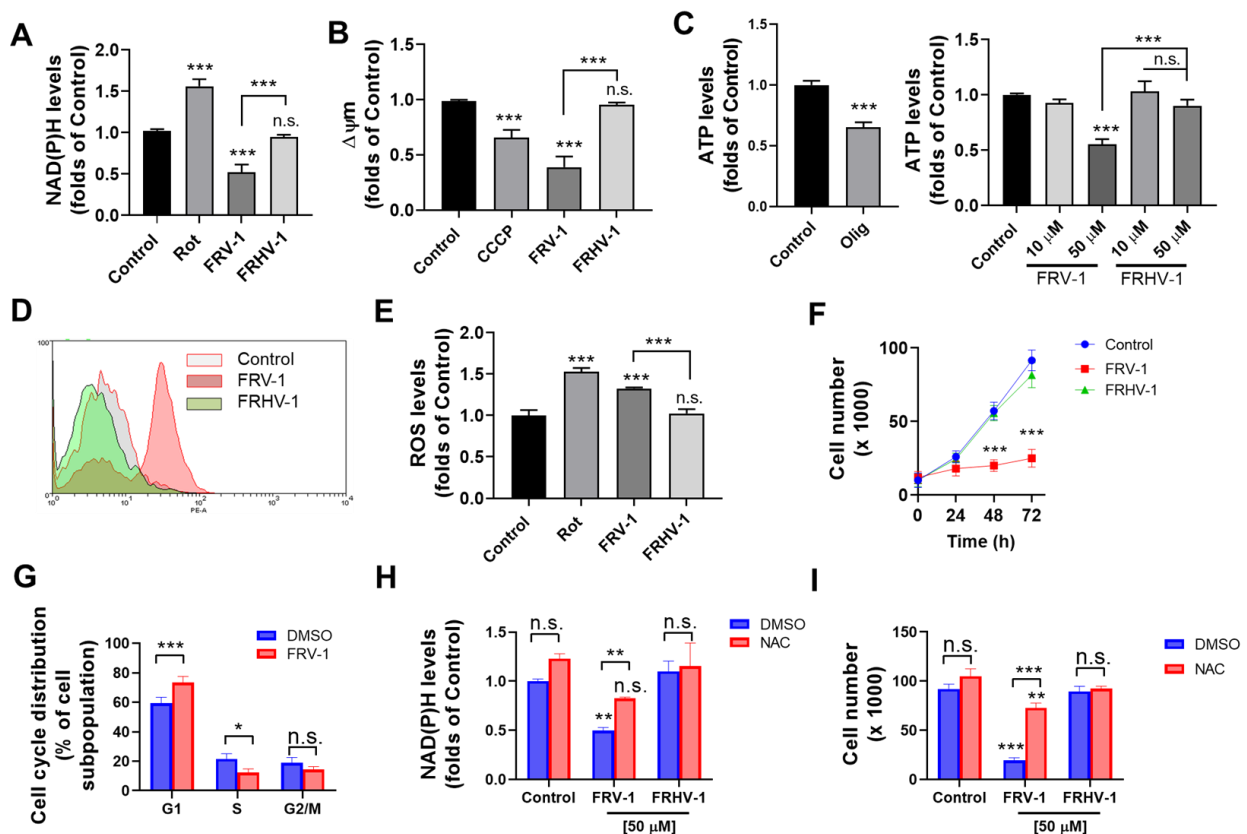 A
NAD(P)H levels
(folds of Control)
2.0
1.5
1.0
0.5
0.0
***
***
***
n.s.
Control
Rot
FRV-1
FRHV-1
B
Δψm
(folds of Control)
1.5
1.0
0.5
0.0
***
***
***
n.s.
Control
CCCP
FRV-1
FRHV-1
C
ATP levels
(folds of Control)
1.5
1.0
0.5
0.0
***
Control
Olig
ATP levels
(folds of Control)
1.5
1.0
0.5
0.0
***
n.s.
***
Control
10 μM
50 μM
10 μM
50 μM
FRV-1
FRHV-1
D
100
0
Control
FRV-1
FRHV-1
10⁰
10¹
10²
10³
PE-A
E
ROS levels
(folds of Control)
2.0
1.5
1.0
0.5
0.0
***
***
***
n.s.
Control
Rot
FRV-1
FRHV-1
F
Cell number
(x 1000)
100
50
0
Control
FRV-1
FRHV-1
***
***
0
24
48
72
Time (h)
G
Cell cycle distribution
(% of cell
subpopulation)
100
80
60
40
20
0
DMSO
FRV-1
***
*
n.s.
G1
S
G2/M
H
NAD(P)H levels
(folds of Control)
1.5
1.0
0.5
0.0
DMSO
NAC
n.s.
**
n.s.
**
n.s.
Control
FRV-1
FRHV-1
[50 μM]
I
Cell number
(x 1000)
150
100
50
0
DMSO
NAC
n.s.
***
**
***
n.s.
Control
FRV-1
FRHV-1
[50 μM]